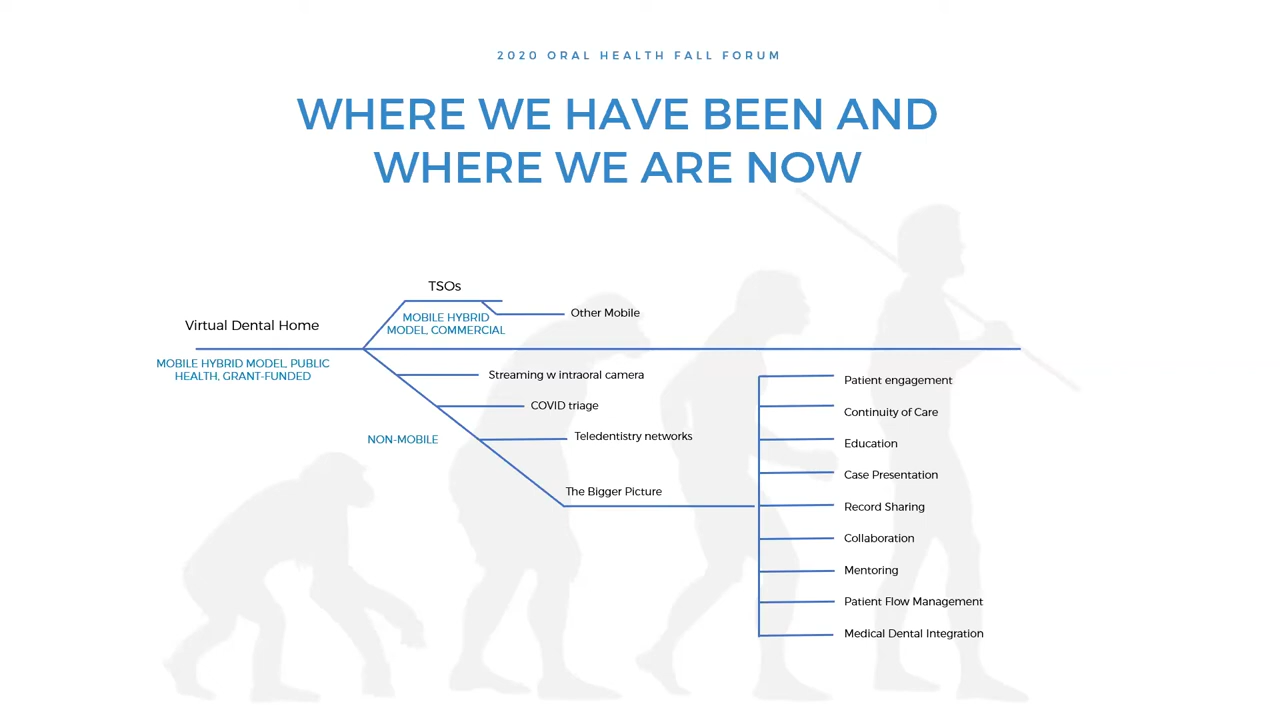 2020 ORAL HEALTH FALL FORUM
WHERE WE HAVE BEEN AND
WHERE WE ARE NOW
TSOs
MOBILE HYBRID
MODEL, COMMERCIAL
Other Mobile
Virtual Dental Home
MOBILE HYBRID MODEL, PUBLIC
HEALTH, GRANT-FUNDED
Streaming w intraoral camera
COVID triage
NON-MOBILE
Teledentistry networks
The Bigger Picture
Patient engagement
Continuity of Care
Education
Case Presentation
Record Sharing
Collaboration
Mentoring
Patient Flow Management
Medical Dental Integration